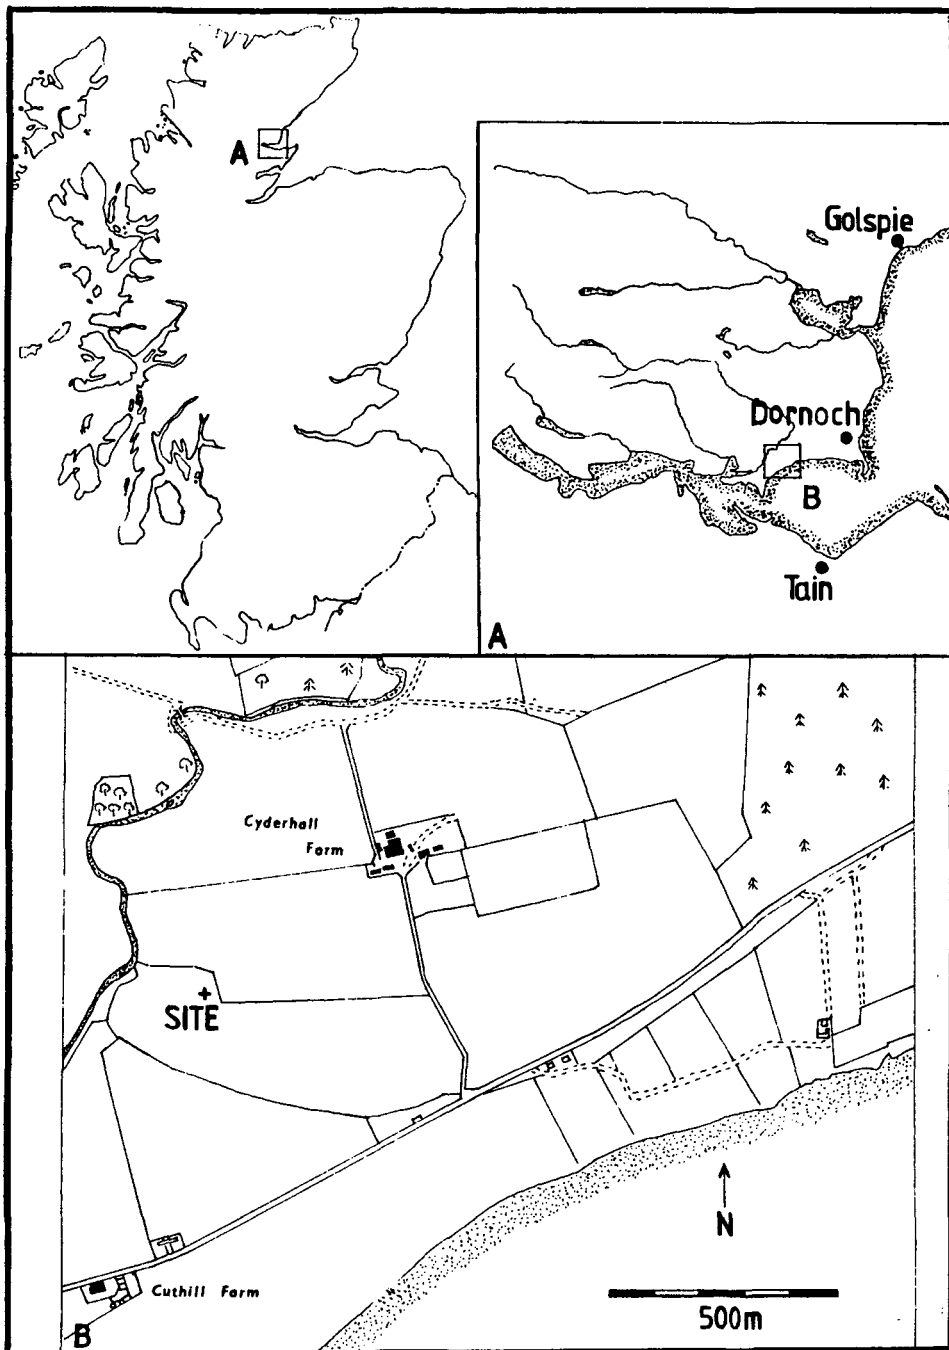 A
Golspie
Dornoch
B
Tain
A
Cyderhall
Farm
SITE
N
Cuthill Farm
500m
B